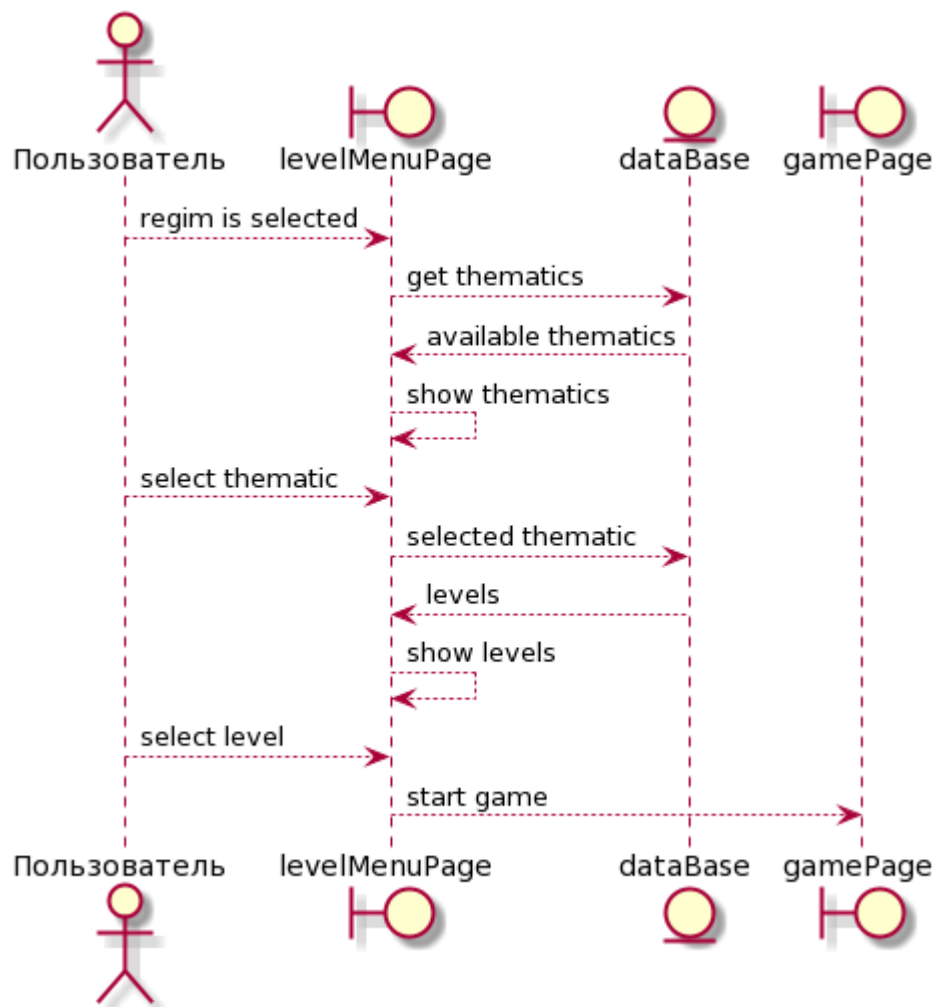 Пользователь levelMenuPage dataBase gamePage
regim is selected
get thematics
available thematics
show thematics
select thematic
selected thematic
levels
show levels
select level
start game
Пользователь levelMenuPage dataBase gamePage